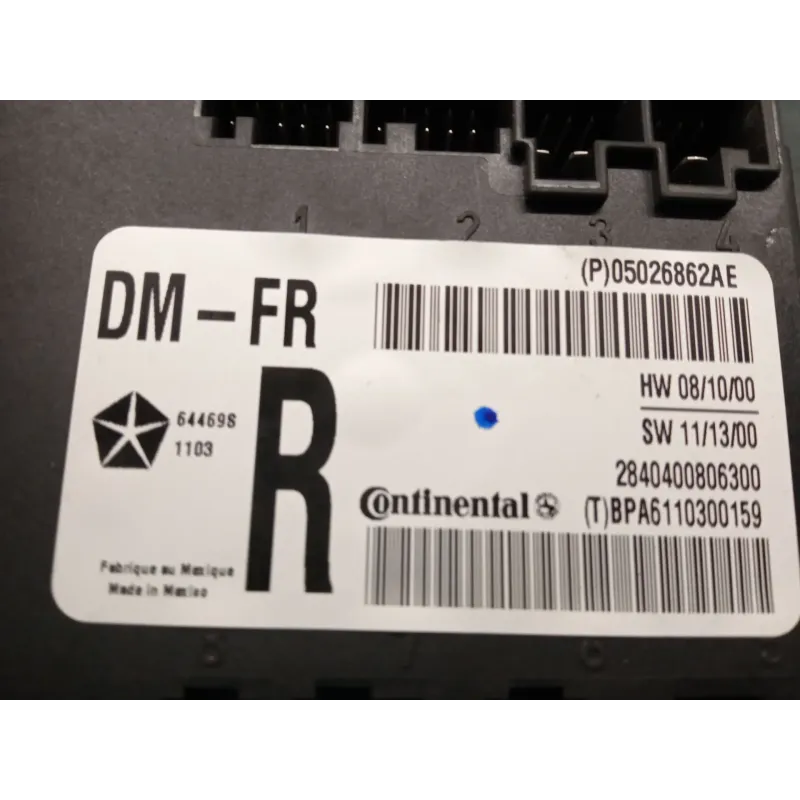 1 2 3 4
(P)05026862AE
DM-FR
HW 08/10/00
64469S
1103
R
SW 11/13/00
2840400806300
Continental
(T)BPA6110300159
Fabrique au Mexique
Made in Mexico